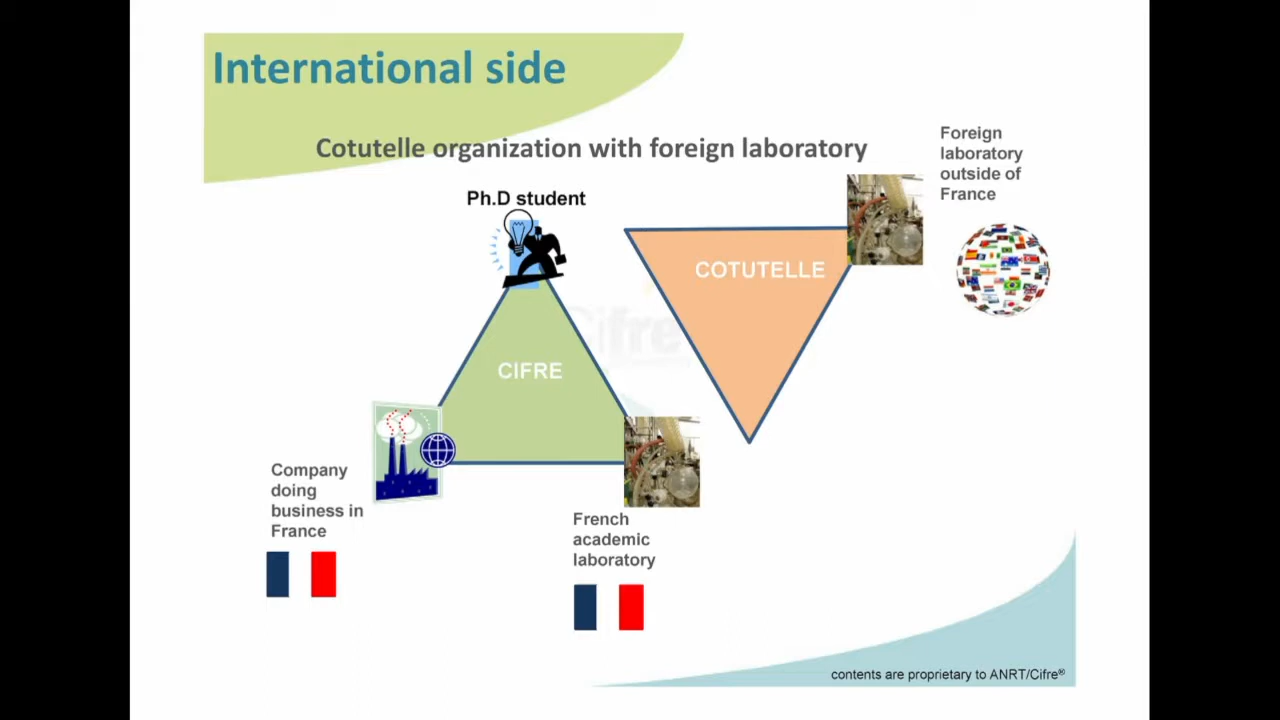 International side
Cotutelle organization with foreign laboratory
Foreign
laboratory
outside of
France
Ph.D student
COTUTELLE
Cifre
CIFRE
Company
doing
business in
France
French
academic
laboratory
contents are proprietary to ANRT/Cifre®